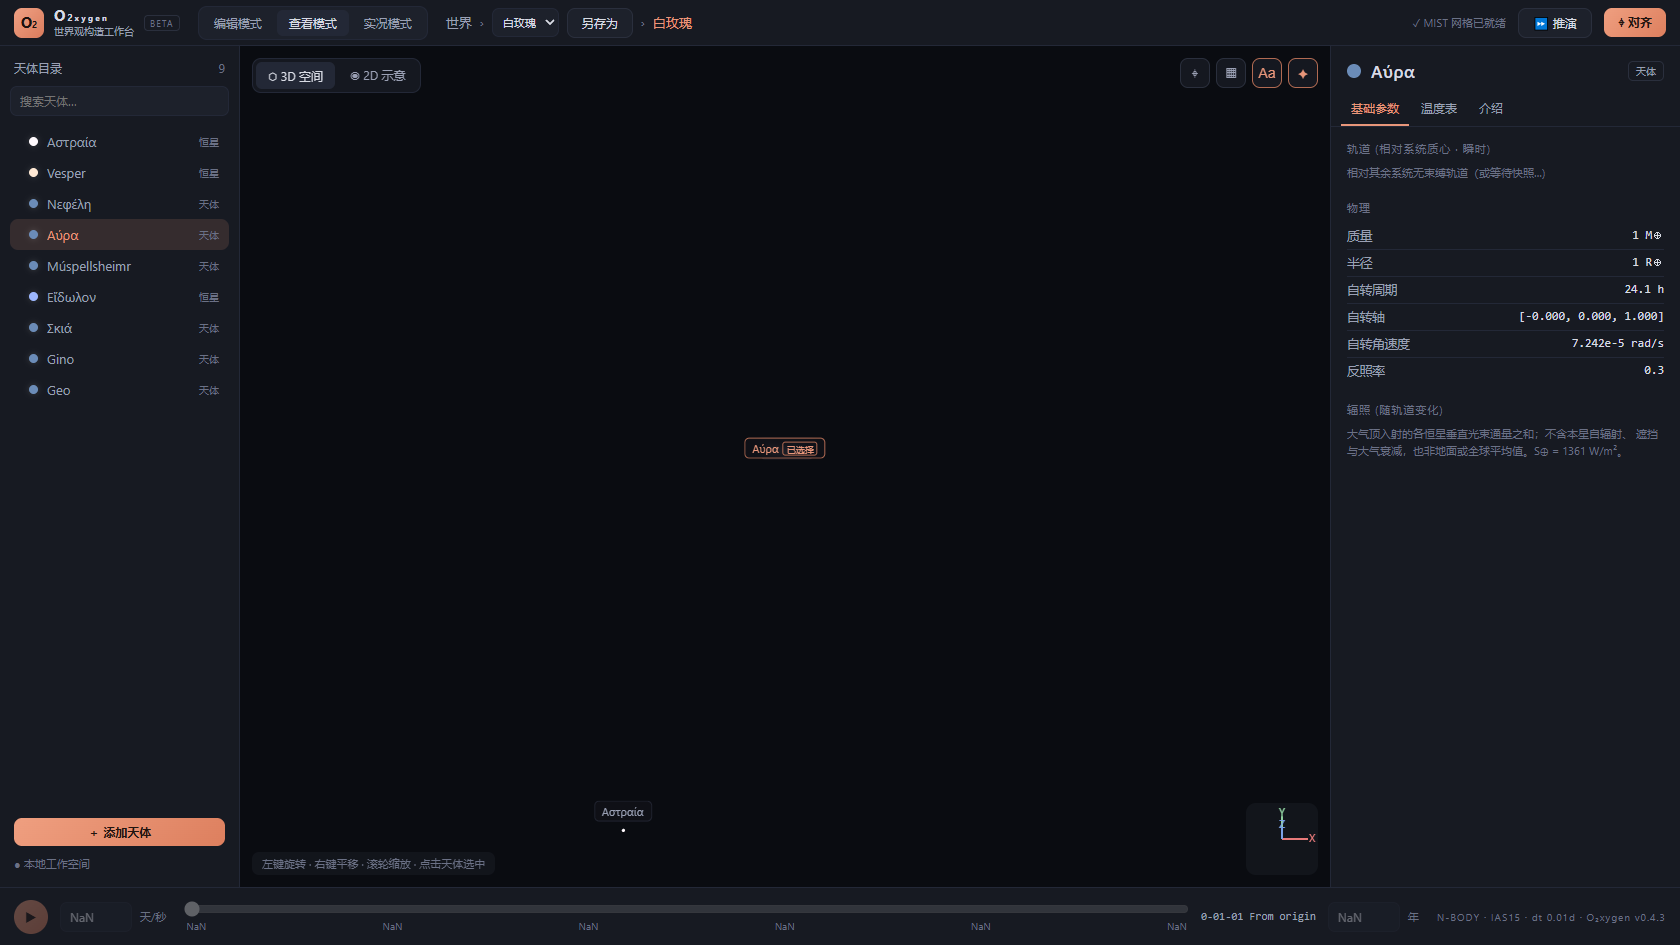 O₂
O₂xygen
世界观构造工作台
BETA
编辑模式 查看模式 实况模式
世界 › 白玫瑰 另存为 › 白玫瑰
✓ MIST 网格已就绪
⏩ 推演
⌖ 对齐
天体目录 9
搜索天体...
Αστραία 恒星
Vesper 恒星
Νεφέλη 天体
Αύρα 天体
Múspellsheimr 天体
Εἴδωλον 恒星
Σκιά 天体
Gino 天体
Geo 天体
+ 添加天体
● 本地工作空间
⬡ 3D 空间 ◉ 2D 示意
Aa
Αύρα 已选择
Αστραία
左键旋转 · 右键平移 · 滚轮缩放 · 点击天体选中
Y
Z
X
Αύρα 天体
基础参数 温度表 介绍
轨道 (相对系统质心 · 瞬时)
相对其余系统无束缚轨道（或等待快照…）
物理
质量 1 M⊕
半径 1 R⊕
自转周期 24.1 h
自转轴 [-0.000, 0.000, 1.000]
自转角速度 7.242e-5 rad/s
反照率 0.3
辐照 (随轨道变化)
大气顶入射的各恒星垂直光束通量之和；不含本星自辐射、 遮挡
与大气衰减，也非地面或全球平均值。S⊕ = 1361 W/m²。
▶ NaN 天/秒
NaN NaN NaN NaN NaN NaN
0-01-01 From origin
NaN 年
N-BODY · IAS15 · dt 0.01d · O₂xygen v0.4.3